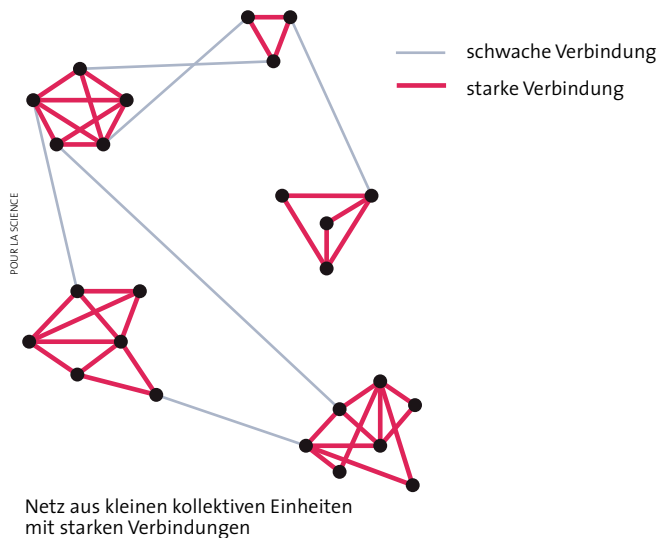 schwache Verbindung
starke Verbindung
POUR LA SCIENCE
Netz aus kleinen kollektiven Einheiten
mit starken Verbindungen